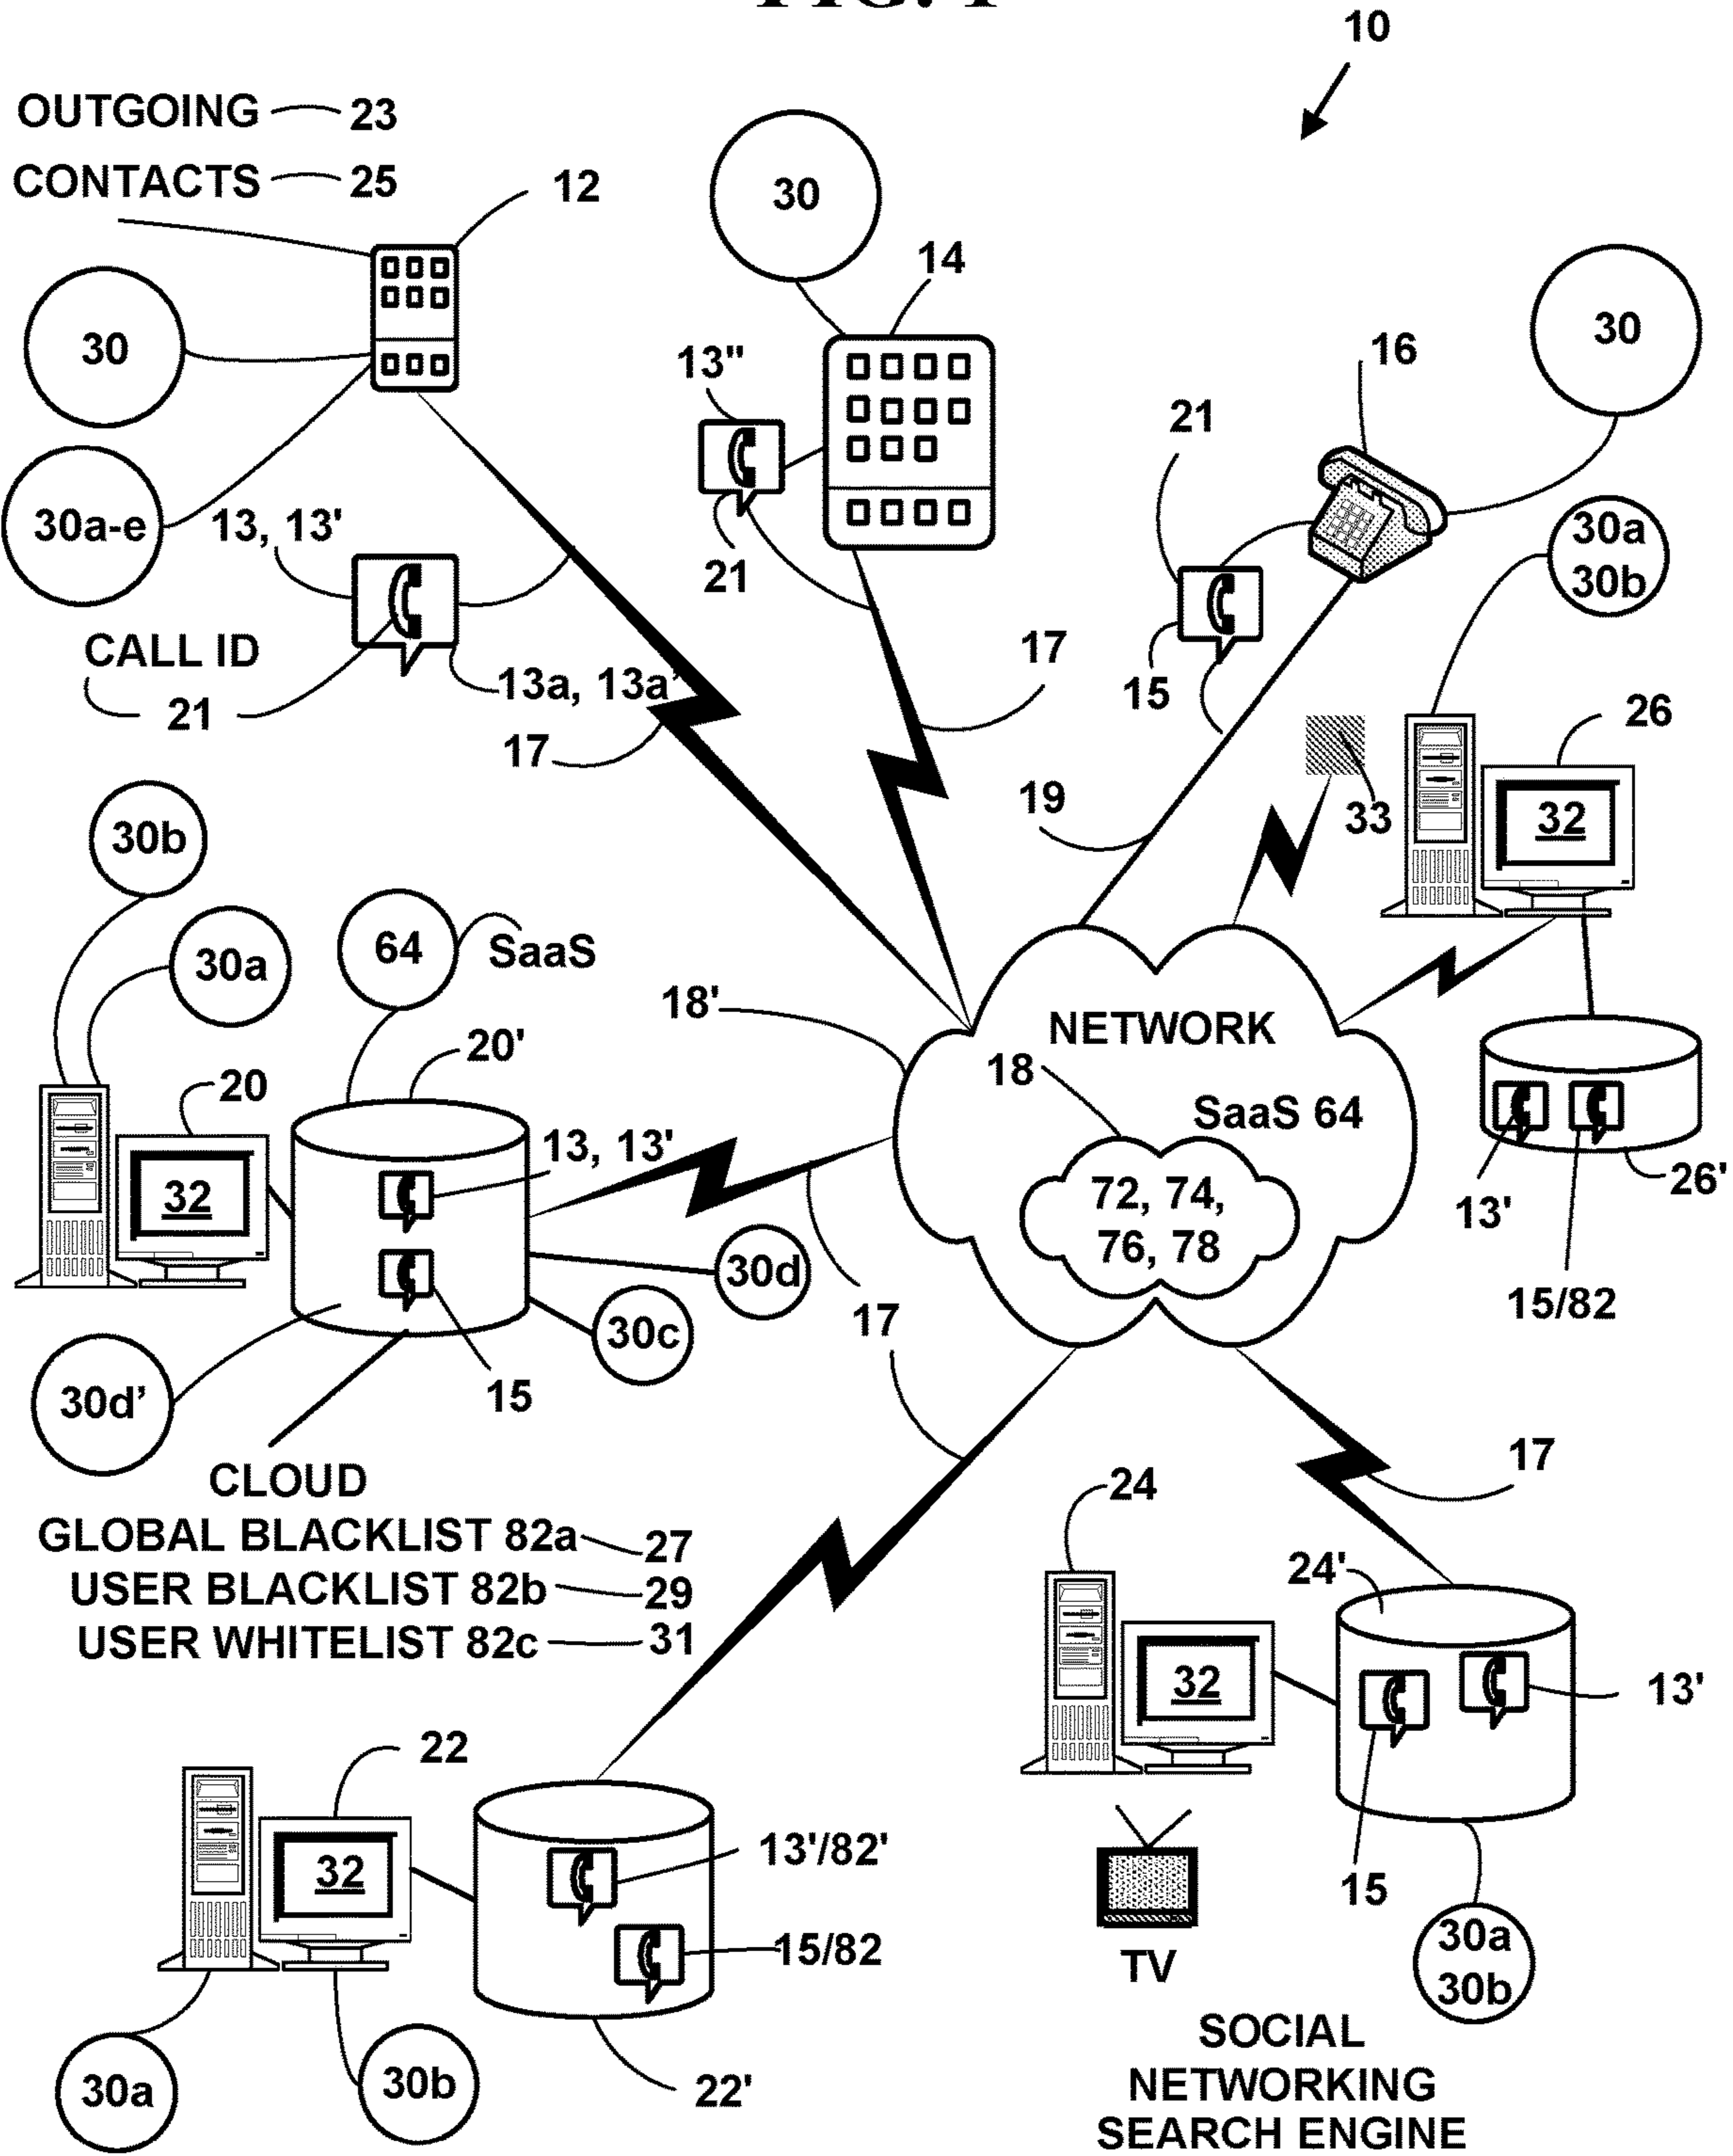 FIG. 1
10
OUTGOING 23
CONTACTS 25
12
30
14
30
30
13"
16
21
30a-e
13, 13'
21
30a
30b
CALL ID
21
13a, 13a'
17
17
15
26
33
32
19
30b
30a
64 SaaS
18'
NETWORK
18
SaaS 64
72, 74,
76, 78
20'
20
13, 13'
32
30d
30c
17
15
30d’
13'
26'
15/82
CLOUD
GLOBAL BLACKLIST 82a 27
USER BLACKLIST 82b 29
USER WHITELIST 82c 31
24
17
24'
32
13'
15
22
32
13'/82'
15/82
TV
30a
30b
30a
30b
22'
SOCIAL
NETWORKING
SEARCH ENGINE